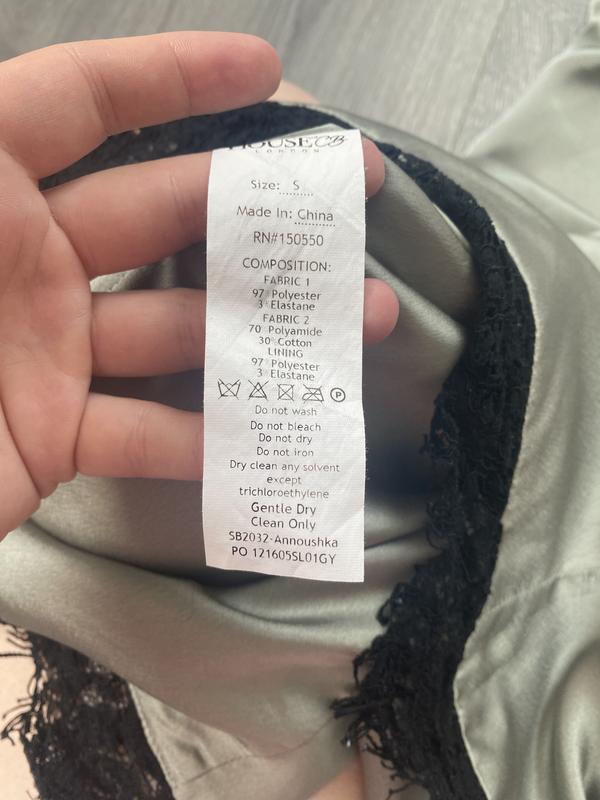 HOUSE CB
LONDON
Size: S
Made In: China
RN#150550
COMPOSITION:
FABRIC 1
97 Polyester
3 Elastane
FABRIC 2
70 Polyamide
30 Cotton
LINING
97 Polyester
3 Elastane
P
Do not wash
Do not bleach
Do not dry
Do not iron
Dry clean any solvent
except
trichloroethylene
Gentle Dry
Clean Only
SB2032-Annoushka
PO 121605SL01GY